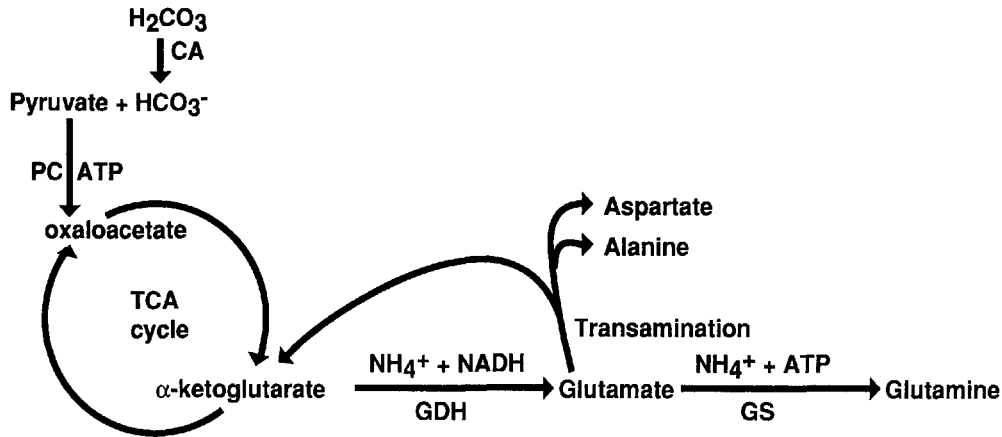 H2CO3
CA
Pyruvate + HCO3-
PC ATP
oxaloacetate
Aspartate
Alanine
TCA
cycle
Transamination
NH4+ + NADH
NH4+ + ATP
α-ketoglutarate
Glutamate
Glutamine
GDH
GS